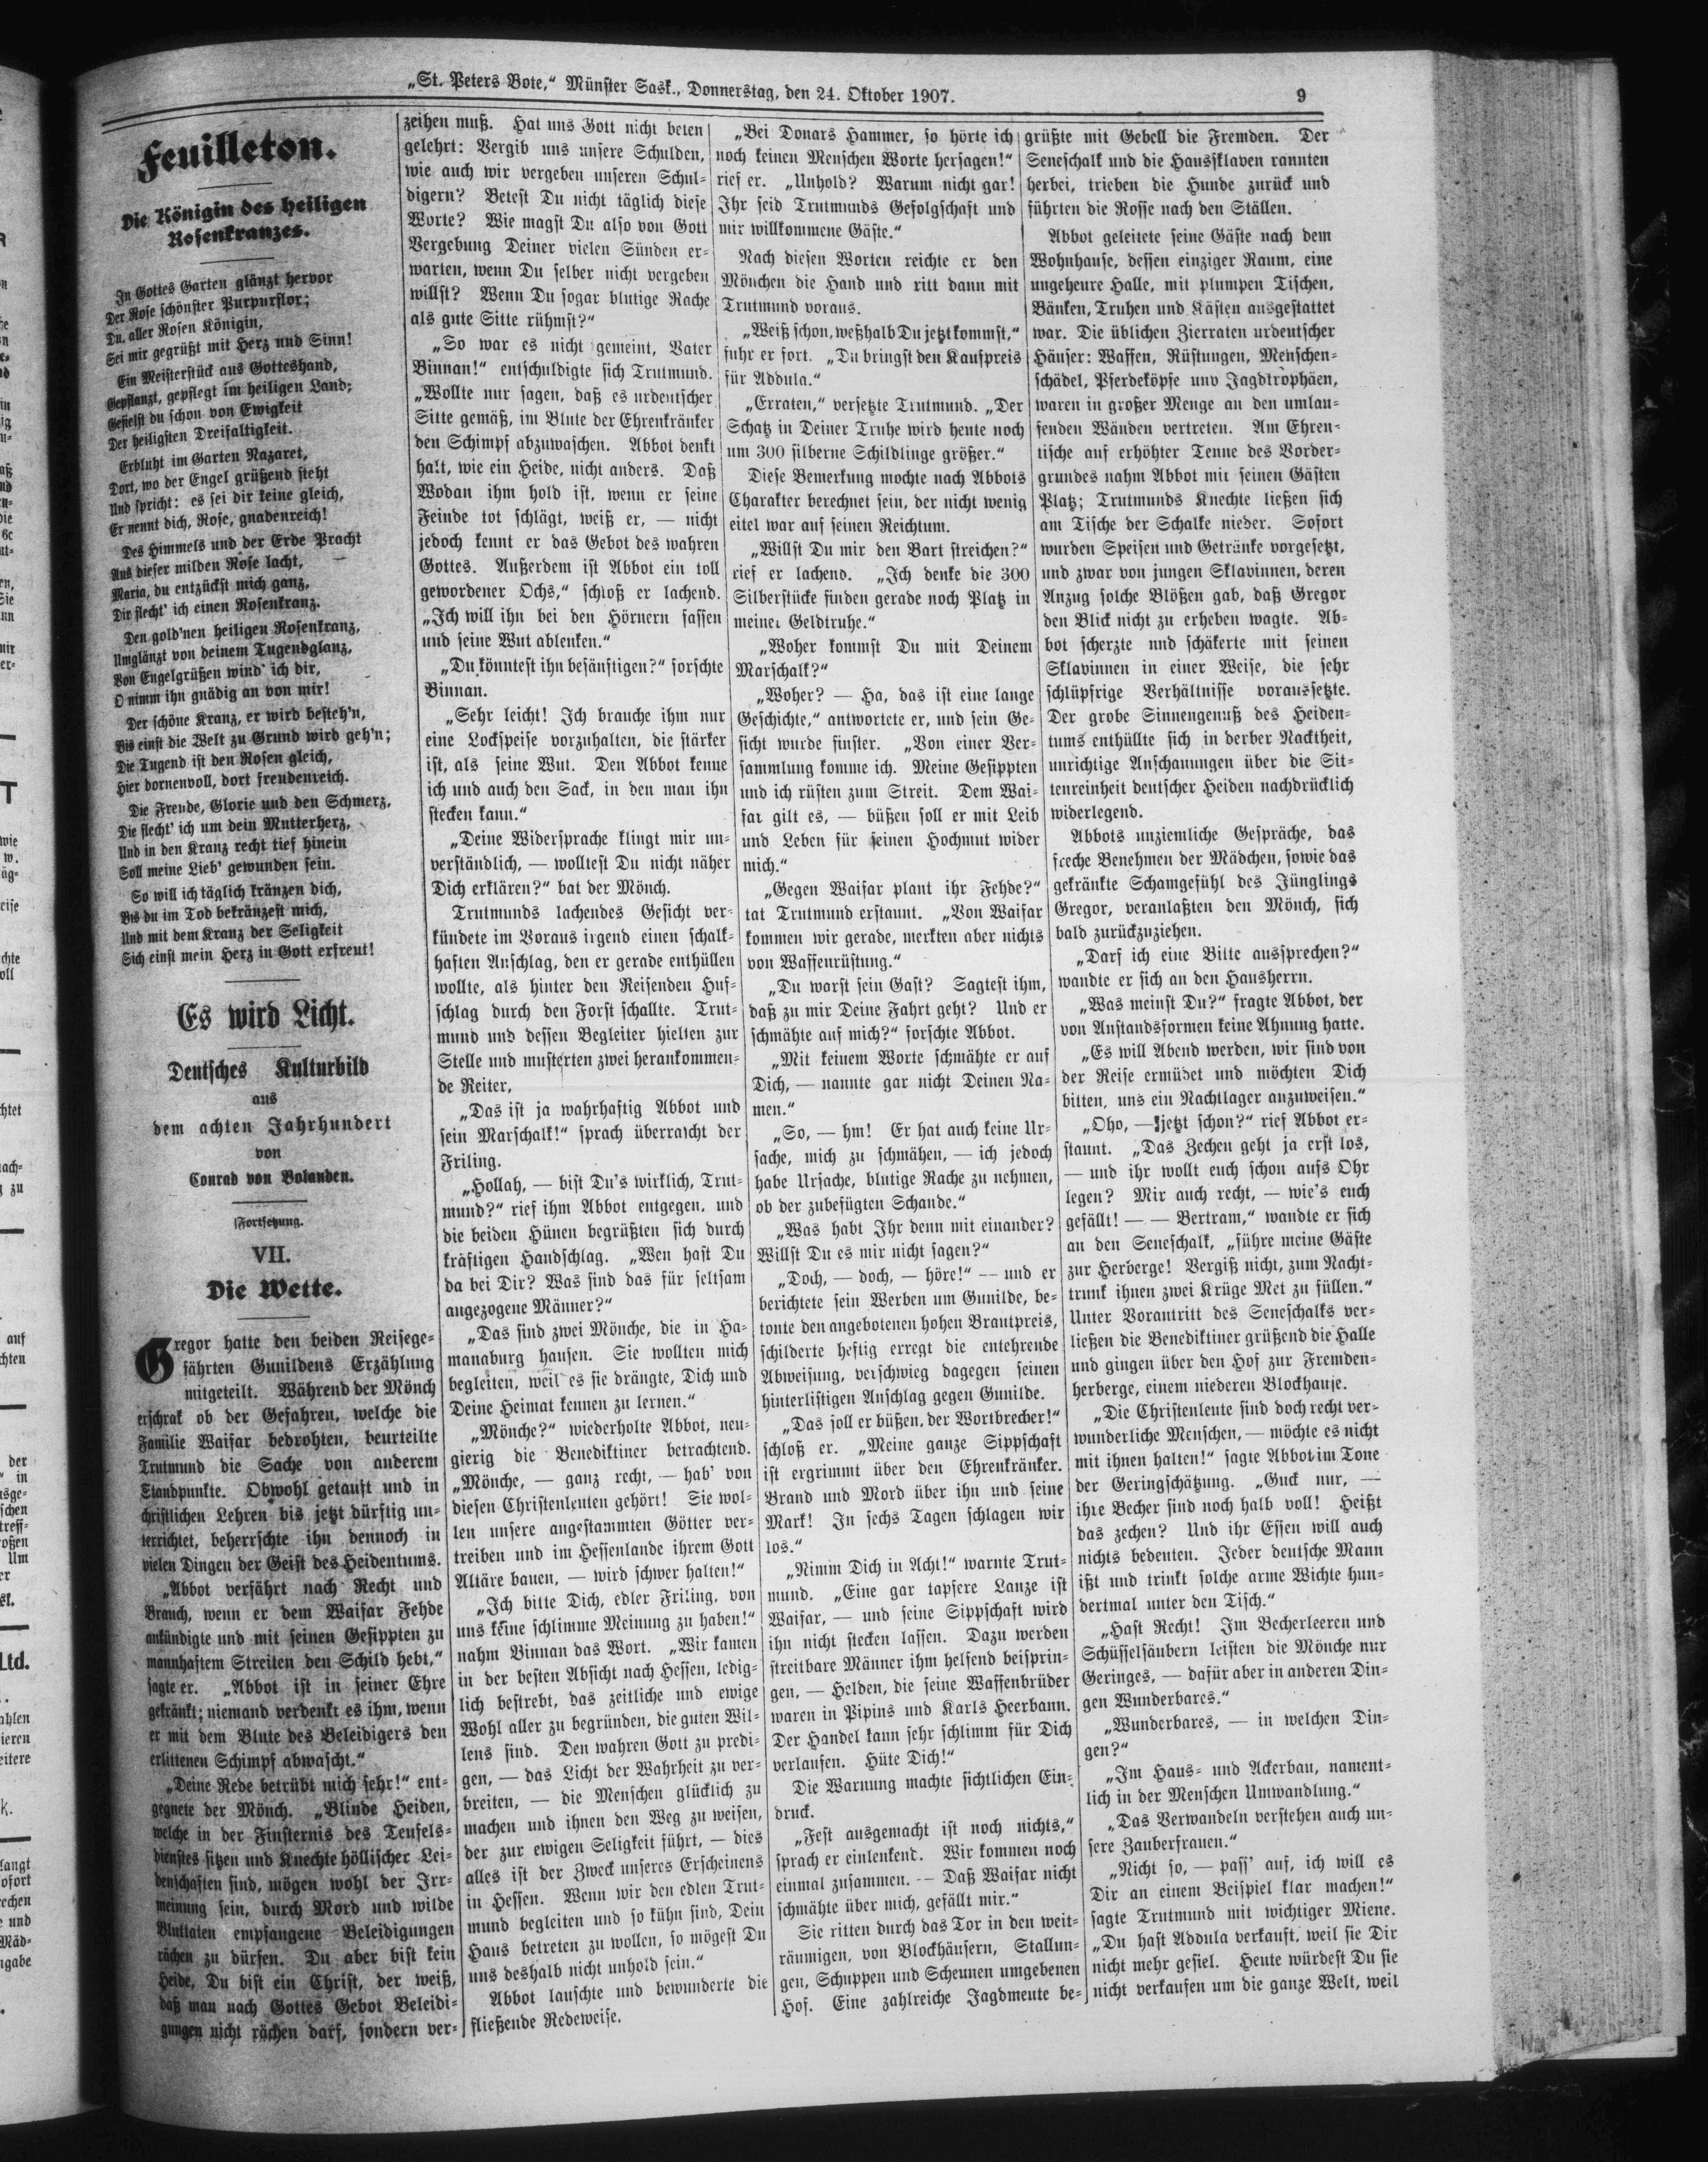 „St. Peters Bote,“ Münster Sask., Donnerstag, den 24. Oktober 1907.
9
Feuilleton.
Die Königin des heiligen
Rosenkranzes.
In Gottes Garten glänzt hervor
Der Rose schönster Purpurflor;
Du, aller Rosen Königin,
Sei mir gegrüßt mit Herz und Sinn!
Ein Meisterstück aus Gotteshand,
Gepflanzt, gepflegt im heiligen Land;
Gefielst du schon von Ewigkeit
Der heiligsten Dreifaltigkeit.
Erblüht im Garten Nazaret,
Dort, wo der Engel grüßend steht
Und spricht: es sei dir keine gleich,
Er nennt dich, Rose, gnadenreich!
Des Himmels und der Erde Pracht
Aus dieser milden Rose lacht,
Maria, du entzückst mich ganz,
Dir flecht' ich einen Rosenkranz.
Den gold'nen heiligen Rosenkranz,
Umglänzt von deinem Tugendglanz,
Von Engelgrüßen wind' ich dir,
O nimm ihn gnädig an von mir!
Der schöne Kranz, er wird besteh'n,
Bis einst die Welt zu Grund wird geh'n;
Die Tugend ist den Rosen gleich,
Hier dornenvoll, dort freudenreich.
Die Freude, Glorie und den Schmerz,
Die flecht' ich um dein Mutterherz,
Und in den Kranz recht tief hinein
Soll meine Lieb' gewunden sein.
So will ich täglich kränzen dich,
Bis du im Tod bekränzest mich,
Und mit dem Kranz der Seligkeit
Sich einst mein Herz in Gott erfreut!
Es wird Licht.
Deutsches Kulturbild
aus
dem achten Jahrhundert
von
Conrad von Bolanden.
(Fortsetzung.
VII.
Die Wette.
Gregor hatte den beiden Reisege-
fährten Gunildens Erzählung
mitgeteilt. Während der Mönch
erschrak ob der Gefahren, welche die
Familie Waifar bedrohten, beurteilte
Trutmund die Sache von anderem
Standpunkte. Obwohl getauft und in
christlichen Lehren bis jetzt dürftig un-
terrichtet, beherrschte ihn dennoch in
vielen Dingen der Geist des Heidentums.
„Abbot verfährt nach Recht und
Brauch, wenn er dem Waifar Fehde
ankündigte und mit seinen Gesippten zu
mannhaftem Streiten den Schild hebt,“
sagte er. „Abbot ist in seiner Ehre
gekränkt; niemand verdenkt es ihm, wenn
er mit dem Blute des Beleidigers den
erlittenen Schimpf abwascht.“
„Deine Rede betrübt mich sehr!“ ent-
gegnete der Mönch. „Blinde Heiden,
welche in der Finsternis des Teufels-
dienstes sitzen und Knechte höllischer Lei-
denschaften sind, mögen wohl der Irr-
meinung sein, durch Mord und wilde
Bluttaten empfangene Beleidigungen
rächen zu dürfen. Du aber bist kein
Heide, Du bist ein Christ, der weiß,
daß man nach Gottes Gebot Beleidi-
gungen nicht rächen darf, sondern ver-
zeihen muß. Hat uns Gott nicht beten
gelehrt: Vergib uns unsere Schulden,
wie auch wir vergeben unseren Schul-
digern? Betest Du nicht täglich diese
Worte? Wie magst Du also von Gott
Vergebung Deiner vielen Sünden er-
warten, wenn Du selber nicht vergeben
willst? Wenn Du sogar blutige Rache
als gute Sitte rühmst?“
„So war es nicht gemeint, Vater
Binnan!“ entschuldigte sich Trutmund.
„Wollte nur sagen, daß es urdeutscher
Sitte gemäß, im Blute der Ehrenkränker
den Schimpf abzuwaschen. Abbot denkt
halt, wie ein Heide, nicht anders. Daß
Wodan ihm hold ist, wenn er seine
Feinde tot schlägt, weiß er, — nicht
jedoch kennt er das Gebot des wahren
Gottes. Außerdem ist Abbot ein toll
gewordener Ochs,“ schloß er lachend.
„Ich will ihn bei den Hörnern fassen
und seine Wut ablenken.“
„Du könntest ihn besänftigen?“ forschte
Binnan.
„Sehr leicht! Ich brauche ihm nur
eine Lockspeise vorzuhalten, die stärker
ist, als seine Wut. Den Abbot kenne
ich und auch den Sack, in den man ihn
stecken kann.“
„Deine Widersprache klingt mir un-
verständlich, — wolltest Du nicht näher
Dich erklären?“ bat der Mönch.
Trutmunds lachendes Gesicht ver-
kündete im Voraus irgend einen schalk-
haften Anschlag, den er gerade enthüllen
wollte, als hinter den Reisenden Huf-
schlag durch den Forst schallte. Trut-
mund und dessen Begleiter hielten zur
Stelle und musterten zwei herankommen-
de Reiter,
„Das ist ja wahrhaftig Abbot und
sein Marschalk!“ sprach überrascht der
Friling.
„Hollah, — bist Du's wirklich, Trut-
mund?“ rief ihm Abbot entgegen, und
die beiden Hünen begrüßten sich durch
kräftigen Handschlag. „Wen hast Du
da bei Dir? Was sind das für seltsam
angezogene Männer?“
„Das sind zwei Mönche, die in Ha-
manaburg hausen. Sie wollten mich
begleiten, weil es sie drängte, Dich und
Deine Heimat kennen zu lernen.“
„Mönche?“ wiederholte Abbot, neu-
gierig die Benediktiner betrachtend.
„Mönche, — ganz recht, — hab' von
diesen Christenleuten gehört! Sie wol-
len unsere angestammten Götter ver-
treiben und im Hessenlande ihrem Gott
Altäre bauen, — wird schwer halten!“
„Ich bitte Dich, edler Friling, von
uns keine schlimme Meinung zu haben!“
nahm Binnan das Wort. „Wir kamen
in der besten Absicht nach Hessen, ledig-
lich bestrebt, das zeitliche und ewige
Wohl aller zu begründen, die guten Wil-
lens sind. Den wahren Gott zu predi-
gen, — das Licht der Wahrheit zu ver-
breiten, — die Menschen glücklich zu
machen und ihnen den Weg zu weisen,
der zur ewigen Seligkeit führt, — dies
alles ist der Zweck unseres Erscheinens
in Hessen. Wenn wir den edlen Trut-
mund begleiten und so kühn sind, Dein
Haus betreten zu wollen, so mögest Du
uns deshalb nicht unhold sein.“
Abbot lauschte und bewunderte die
fließende Redeweise.
„Bei Donars Hammer, so hörte ich
noch keinen Menschen Worte hersagen!“
rief er. „Unhold? Warum nicht gar!
Ihr seid Trutmunds Gefolgschaft und
mir willkommene Gäste.“
Nach diesen Worten reichte er den
Mönchen die Hand und ritt dann mit
Trutmund voraus.
„Weiß schon, weßhalb Du jetzt kommst,“
fuhr er fort. „Du bringst den Kaufpreis
für Addula.“
„Erraten,“ versetzte Trutmund. „Der
Schatz in Deiner Truhe wird heute noch
um 300 silberne Schildlinge größer.“
Diese Bemerkung mochte nach Abbots
Charakter berechnet sein, der nicht wenig
eitel war auf seinen Reichtum.
„Willst Du mir den Bart streichen?“
rief er lachend. „Ich denke die 300
Silberstücke finden gerade noch Platz in
meiner Geldtruhe.“
„Woher kommst Du mit Deinem
Marschalk?“
„Woher? — Ha, das ist eine lange
Geschichte,“ antwortete er, und sein Ge-
sicht wurde finster. „Von einer Ver-
sammlung komme ich. Meine Gesippten
und ich rüsten zum Streit. Dem Wai-
far gilt es, — büßen soll er mit Leib
und Leben für seinen Hochmut wider
mich.“
„Gegen Waifar plant ihr Fehde?“
tat Trutmund erstaunt. „Von Waifar
kommen wir gerade, merkten aber nichts
von Waffenrüstung.“
„Du warst sein Gast? Sagtest ihm,
daß zu mir Deine Fahrt geht? Und er
schmähte auf mich?“ forschte Abbot.
„Mit keinem Worte schmähte er auf
Dich, — nannte gar nicht Deinen Na-
men.“
„So, — hm! Er hat auch keine Ur-
sache, mich zu schmähen, — ich jedoch
habe Ursache, blutige Rache zu nehmen,
ob der zubefügten Schande.“
„Was habt Ihr denn mit einander?
Willst Du es mir nicht sagen?“
„Doch, — doch, — höre!“ — und er
berichtete sein Werben um Gunilde, be-
tonte den angebotenen hohen Brautpreis,
schilderte heftig erregt die entehrende
Abweisung, verschwieg dagegen seinen
hinterlistigen Anschlag gegen Gunilde.
„Das soll er büßen, der Wortbrecher!“
schloß er. „Meine ganze Sippschaft
ist ergrimmt über den Ehrenkränker.
Brand und Mord über ihn und seine
Mark! In sechs Tagen schlagen wir
los.“
„Nimm Dich in Acht!“ warnte Trut-
mund. „Eine gar tapfere Lanze ist
Waifar, — und seine Sippschaft wird
ihn nicht stecken lassen. Dazu werden
streitbare Männer ihm helfend beisprin-
gen, — Helden, die seine Waffenbrüder
waren in Pipins und Karls Heerbann.
Der Handel kann sehr schlimm für Dich
verlaufen. Hüte Dich!“
Die Warnung machte sichtlichen Ein-
druck.
„Fest ausgemacht ist noch nichts,“
sprach er einlenkend. Wir kommen noch
einmal zusammen. — Daß Waifar nicht
schmähte über mich, gefällt mir.“
Sie ritten durch das Tor in den weit-
räumigen, von Blockhäusern, Stallun-
gen, Schuppen und Scheunen umgebenen
Hof. Eine zahlreiche Jagdmeute be-
grüßte mit Gebell die Fremden. Der
Seneschalk und die Haussklaven rannten
herbei, trieben die Hunde zurück und
führten die Rosse nach den Ställen.
Abbot geleitete seine Gäste nach dem
Wohnhause, dessen einziger Raum, eine
ungeheure Halle, mit plumpen Tischen,
Bänken, Truhen und Kästen ausgestattet
war. Die üblichen Zierraten urdeutscher
Häuser: Waffen, Rüstungen, Menschen-
schädel, Pferdeköpfe und Jagdtrophäen,
waren in großer Menge an den umlau-
fenden Wänden vertreten. Am Ehren-
tische auf erhöhter Tenne des Vorder-
grundes nahm Abbot mit seinen Gästen
Platz; Trutmunds Knechte ließen sich
am Tische der Schalke nieder. Sofort
wurden Speisen und Getränke vorgesetzt,
und zwar von jungen Sklavinnen, deren
Anzug solche Blößen gab, daß Gregor
den Blick nicht zu erheben wagte. Ab-
bot scherzte und schäkerte mit seinen
Sklavinnen in einer Weise, die sehr
schlüpfrige Verhältnisse voraussetzte.
Der grobe Sinnengenuß des Heiden-
tums enthüllte sich in derber Nacktheit,
unrichtige Anschauungen über die Sit-
tenreinheit deutscher Heiden nachdrücklich
widerlegend.
Abbots unziemliche Gespräche, das
freche Benehmen der Mädchen, sowie das
gekränkte Schamgefühl des Jünglings
Gregor, veranlaßten den Mönch, sich
bald zurückzuziehen.
„Darf ich eine Bitte aussprechen?“
wandte er sich an den Hausherrn.
„Was meinst Du?“ fragte Abbot, der
von Anstandsformen keine Ahnung hatte.
„Es will Abend werden, wir sind von
der Reise ermüdet und möchten Dich
bitten, uns ein Nachtlager anzuweisen.“
„Oho, — jetzt schon?“ rief Abbot er-
staunt. „Das Zechen geht ja erst los,
— und ihr wollt euch schon aufs Ohr
legen? Mir auch recht, — wie's euch
gefällt! — — Bertram,“ wandte er sich
an den Seneschalk, „führe meine Gäste
zur Herberge! Vergiß nicht, zum Nacht-
trunk ihnen zwei Krüge Met zu füllen.“
Unter Vorantritt des Seneschalks ver-
ließen die Benediktiner grüßend die Halle
und gingen über den Hof zur Fremden-
herberge, einem niederen Blockhause.
„Die Christenleute sind doch recht ver-
wunderliche Menschen, — möchte es nicht
mit ihnen halten!“ sagte Abbot im Tone
der Geringschätzung. „Guck nur, —
ihre Becher sind noch halb voll! Heißt
das zechen? Und ihr Essen will auch
nichts bedeuten. Jeder deutsche Mann
ißt und trinkt solche arme Wichte hun-
dertmal unter den Tisch.“
„Hast Recht! Im Becherleeren und
Schüsselsäubern leisten die Mönche nur
Geringes, — dafür aber in anderen Din-
gen Wunderbares.“
„Wunderbares, — in welchen Din-
gen?“
„Im Haus- und Ackerbau, nament-
lich in der Menschen Umwandlung.“
„Das Verwandeln verstehen auch un-
sere Zauberfrauen.“
„Nicht so, — pass' auf, ich will es
Dir an einem Beispiel klar machen!“
sagte Trutmund mit wichtiger Miene.
„Du hast Addula verkauft, weil sie Dir
nicht mehr gefiel. Heute würdest Du sie
nicht verkaufen um die ganze Welt, weil